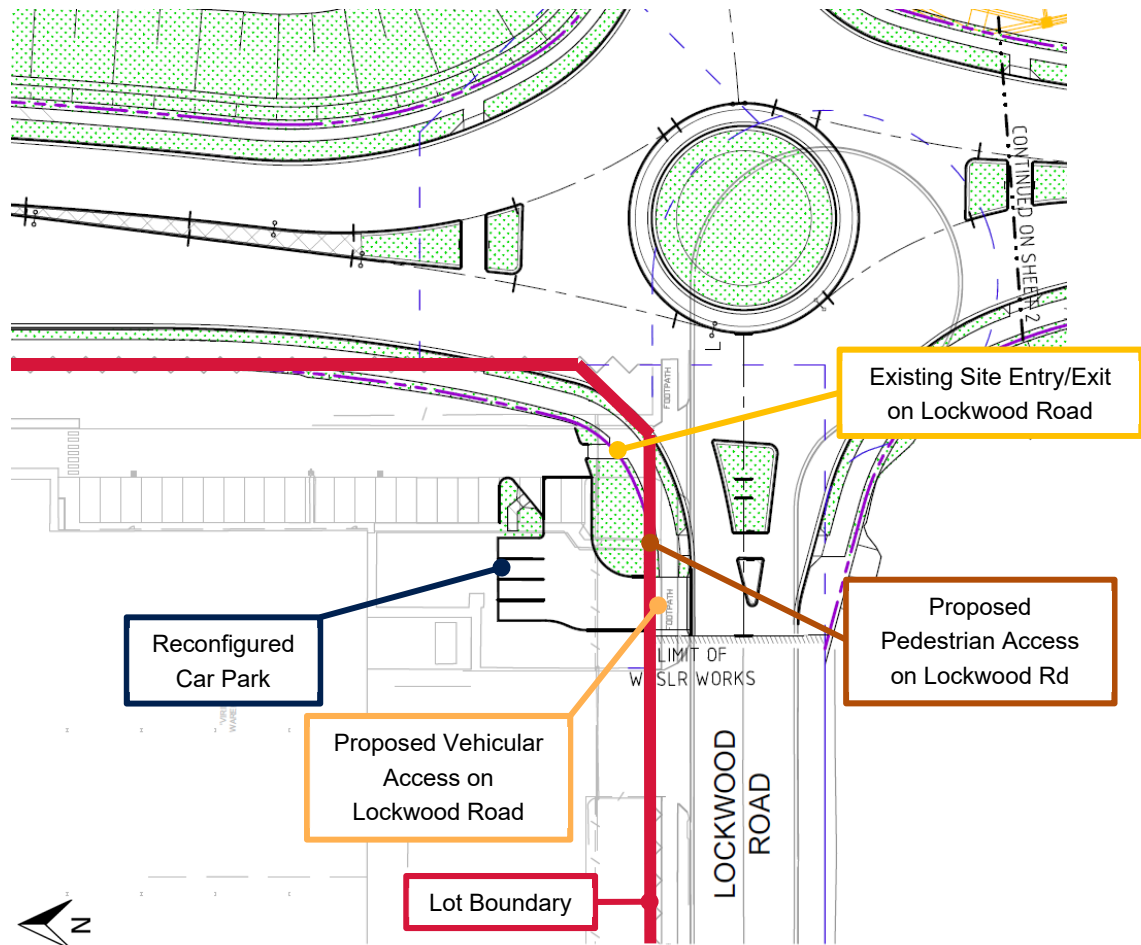 CONTINUED ON SHEET 2
FOOTPATH
Existing Site Entry/Exit
on Lockwood Road
FOOTPATH
Reconfigured
Car Park
Proposed
Pedestrian Access
on Lockwood Rd
LIMIT OF
WORKS
Proposed Vehicular
Access on
Lockwood Road
LOCKWOOD
ROAD
Lot Boundary
N